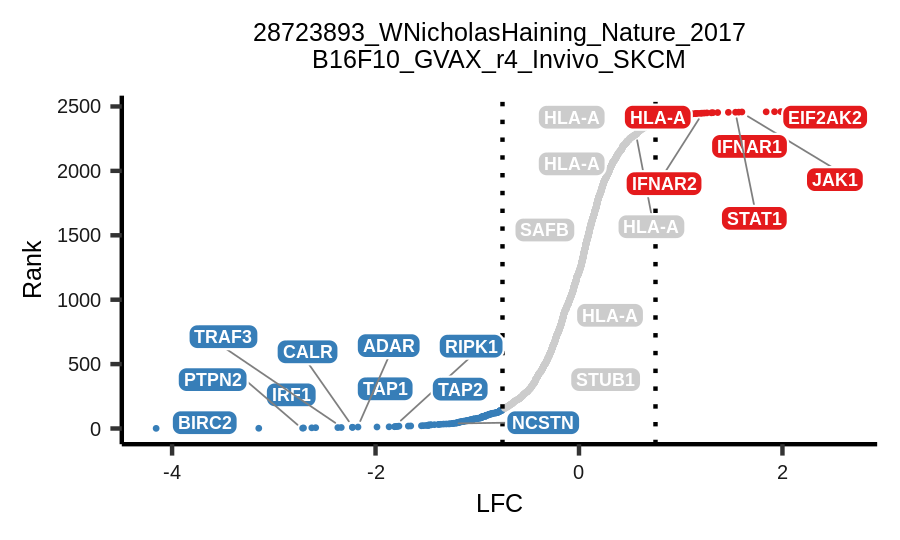 28723893_WNicholasHaining_Nature_2017
B16F10_GVAX_r4_Invivo_SKCM
Rank
2500
2000
1500
1000
500
0
HLA-A
HLA-A
EIF2AK2
IFNAR1
HLA-A
IFNAR2
JAK1
STAT1
SAFB
HLA-A
HLA-A
TRAF3
CALR
ADAR
RIPK1
PTPN2
IRF1
TAP1
TAP2
STUB1
BIRC2
NCSTN
-4
-2
0
2
LFC